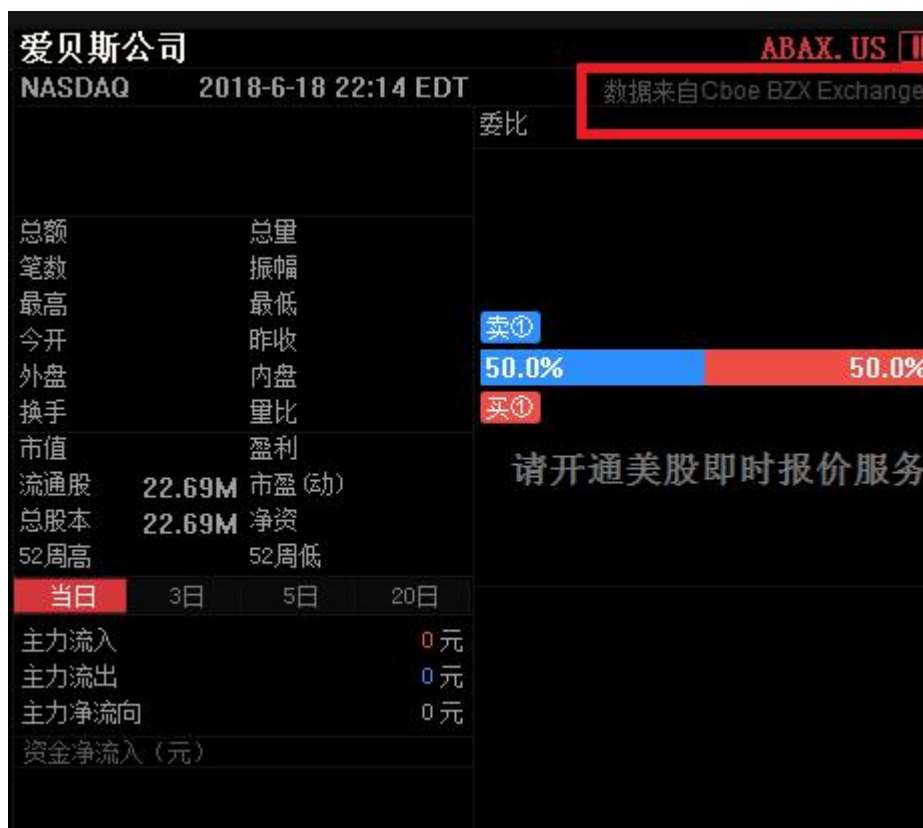 爱贝斯公司 ABAX. US
NASDAQ 2018-6-18 22:14 EDT 数据来自Cboe BZX Exchange
委比
总额 总量
笔数 振幅
最高 最低
今开 昨收
卖①
外盘 内盘
50.0% 50.0%
换手 量比
买①
市值 盈利
请开通美股即时报价服务
流通股 22.69M 市盈(动)
总股本 22.69M 净资
52周高 52周低
当日 3日 5日 20日
主力流入 0元
主力流出 0元
主力净流向 0元
资金净流入（元）